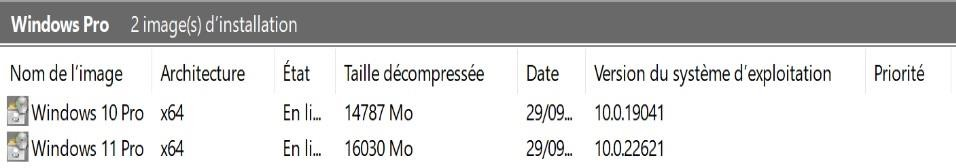 Windows Pro 2 image(s) d'installation
Nom de l'image Architecture État Taille décompressée Date Version du système d'exploitation Priorité
Windows 10 Pro x64 En li... 14787 Mo 29/09... 10.0.19041
Windows 11 Pro x64 En li... 16030 Mo 29/09... 10.0.22621